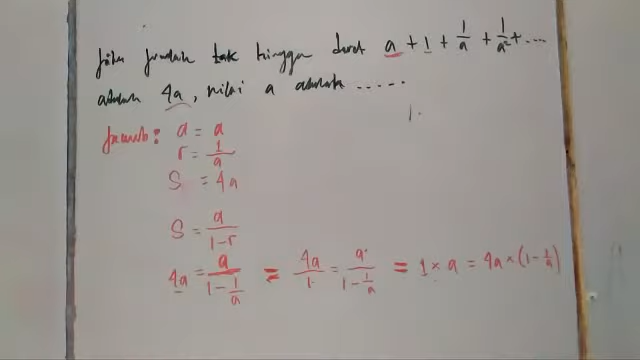 Jika jumlah tak hingga deret a + 1 + 1/a + 1/a² + ....
adalah 4a, nilai a adalah .....
Jawab : a = a
r = 1/a
S = 4a
S = a/(1-r)
4a = a/(1 - 1/a) = 4a/1 = a/(1 - 1/a) = 1 × a = 4a × (1 - 1/a)